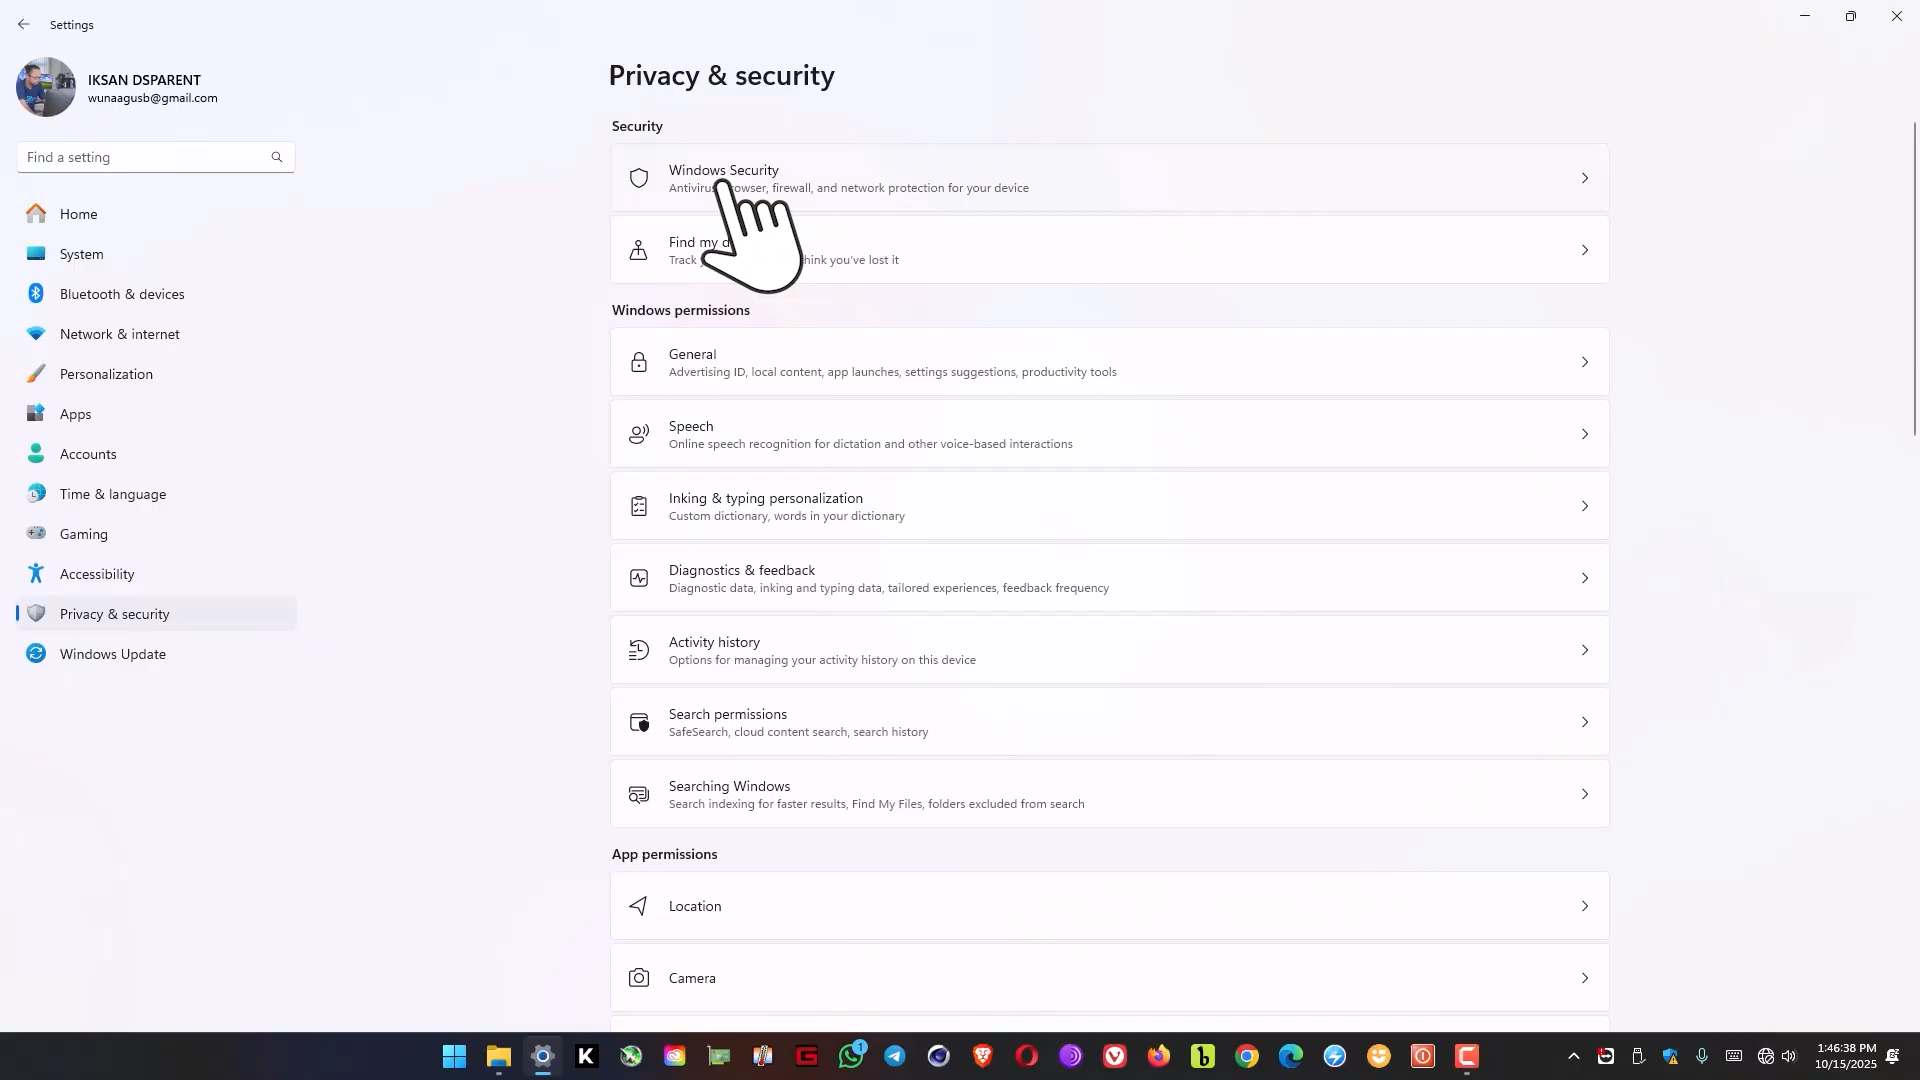 Settings
IKSAN DSPARENT
wunaagusb@gmail.com
Find a setting
Home
System
Bluetooth & devices
Network & internet
Personalization
Apps
Accounts
Time & language
Gaming
Accessibility
Privacy & security
Windows Update
Privacy & security
Security
Windows Security
Antivirus, browser, firewall, and network protection for your device
Find my d
Track think you've lost it
Windows permissions
General
Advertising ID, local content, app launches, settings suggestions, productivity tools
Speech
Online speech recognition for dictation and other voice-based interactions
Inking & typing personalization
Custom dictionary, words in your dictionary
Diagnostics & feedback
Diagnostic data, inking and typing data, tailored experiences, feedback frequency
Activity history
Options for managing your activity history on this device
Search permissions
SafeSearch, cloud content search, search history
Searching Windows
Search indexing for faster results, Find My Files, folders excluded from search
App permissions
Location
Camera
1
1:46:38 PM
10/15/2025